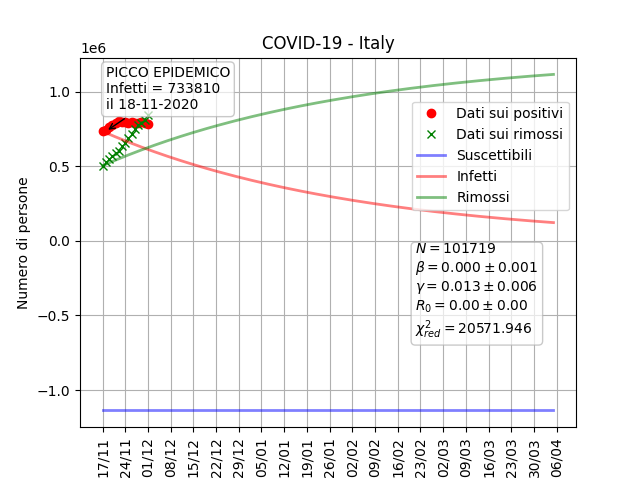 COVID-19 - Italy
1e6
PICCO EPIDEMICO
Infetti = 733810
il 18-11-2020
Dati sui positivi
Dati sui rimossi
Suscettibili
Infetti
Rimossi
N = 101719
β = 0.000 ± 0.001
γ = 0.013 ± 0.006
R₀ = 0.00 ± 0.00
χ²red = 20571.946
Numero di persone
1.0
0.5
0.0
−0.5
−1.0
17/11
24/11
01/12
08/12
15/12
22/12
29/12
05/01
12/01
19/01
26/01
02/02
09/02
16/02
23/02
02/03
09/03
16/03
23/03
30/03
06/04